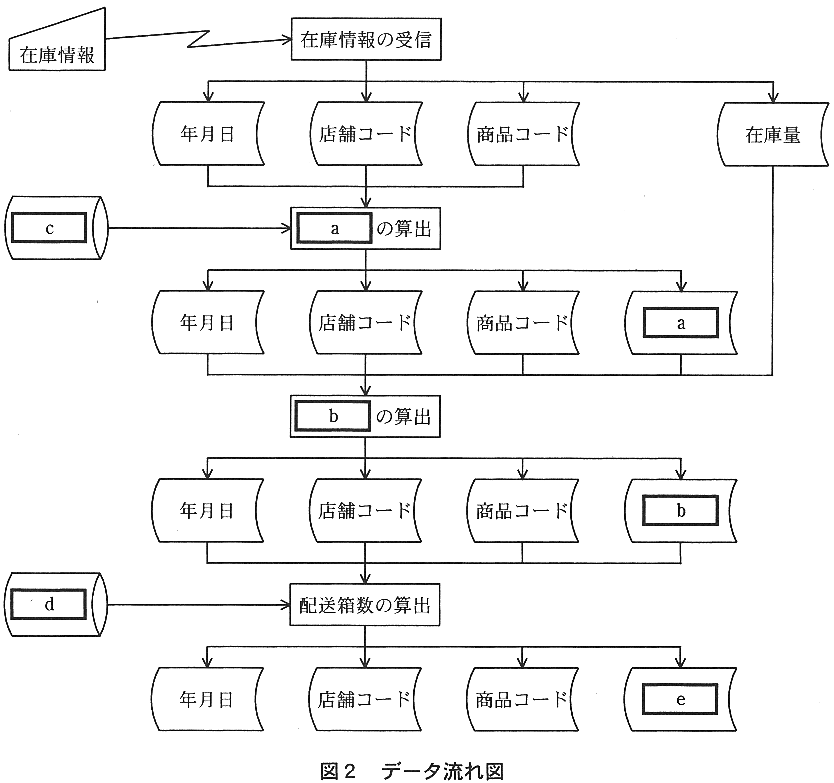 在庫情報
在庫情報の受信
年月日
店舗コード
商品コード
在庫量
c
a の算出
年月日
店舗コード
商品コード
a
b の算出
年月日
店舗コード
商品コード
b
d
配送箱数の算出
年月日
店舗コード
商品コード
e
図2 データ流れ図